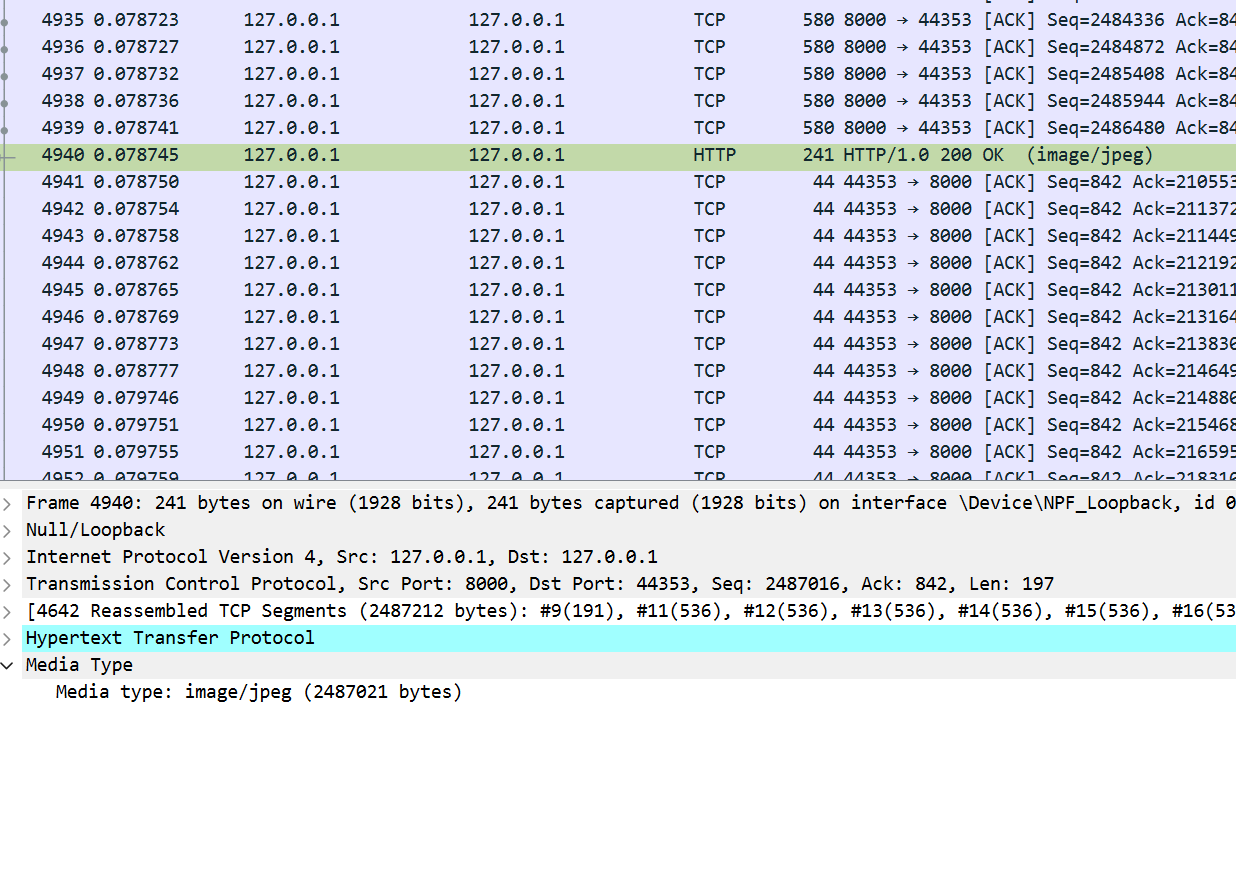 4935 0.078723 127.0.0.1 127.0.0.1 TCP 580 8000 → 44353 [ACK] Seq=2484336 Ack=84
4936 0.078727 127.0.0.1 127.0.0.1 TCP 580 8000 → 44353 [ACK] Seq=2484872 Ack=84
4937 0.078732 127.0.0.1 127.0.0.1 TCP 580 8000 → 44353 [ACK] Seq=2485408 Ack=84
4938 0.078736 127.0.0.1 127.0.0.1 TCP 580 8000 → 44353 [ACK] Seq=2485944 Ack=84
4939 0.078741 127.0.0.1 127.0.0.1 TCP 580 8000 → 44353 [ACK] Seq=2486480 Ack=84
4940 0.078745 127.0.0.1 127.0.0.1 HTTP 241 HTTP/1.0 200 OK (image/jpeg)
4941 0.078750 127.0.0.1 127.0.0.1 TCP 44 44353 → 8000 [ACK] Seq=842 Ack=210553
4942 0.078754 127.0.0.1 127.0.0.1 TCP 44 44353 → 8000 [ACK] Seq=842 Ack=211372
4943 0.078758 127.0.0.1 127.0.0.1 TCP 44 44353 → 8000 [ACK] Seq=842 Ack=211449
4944 0.078762 127.0.0.1 127.0.0.1 TCP 44 44353 → 8000 [ACK] Seq=842 Ack=212192
4945 0.078765 127.0.0.1 127.0.0.1 TCP 44 44353 → 8000 [ACK] Seq=842 Ack=213011
4946 0.078769 127.0.0.1 127.0.0.1 TCP 44 44353 → 8000 [ACK] Seq=842 Ack=213164
4947 0.078773 127.0.0.1 127.0.0.1 TCP 44 44353 → 8000 [ACK] Seq=842 Ack=213830
4948 0.078777 127.0.0.1 127.0.0.1 TCP 44 44353 → 8000 [ACK] Seq=842 Ack=214649
4949 0.079746 127.0.0.1 127.0.0.1 TCP 44 44353 → 8000 [ACK] Seq=842 Ack=214880
4950 0.079751 127.0.0.1 127.0.0.1 TCP 44 44353 → 8000 [ACK] Seq=842 Ack=215468
4951 0.079755 127.0.0.1 127.0.0.1 TCP 44 44353 → 8000 [ACK] Seq=842 Ack=216595
4952 0.079759 127.0.0.1 127.0.0.1 TCP 44 44353 → 8000 [ACK] Seq=842 Ack=218310
Frame 4940: 241 bytes on wire (1928 bits), 241 bytes captured (1928 bits) on interface \Device\NPF_Loopback, id 0
Null/Loopback
Internet Protocol Version 4, Src: 127.0.0.1, Dst: 127.0.0.1
Transmission Control Protocol, Src Port: 8000, Dst Port: 44353, Seq: 2487016, Ack: 842, Len: 197
[4642 Reassembled TCP Segments (2487212 bytes): #9(191), #11(536), #12(536), #13(536), #14(536), #15(536), #16(53
Hypertext Transfer Protocol
Media Type
Media type: image/jpeg (2487021 bytes)